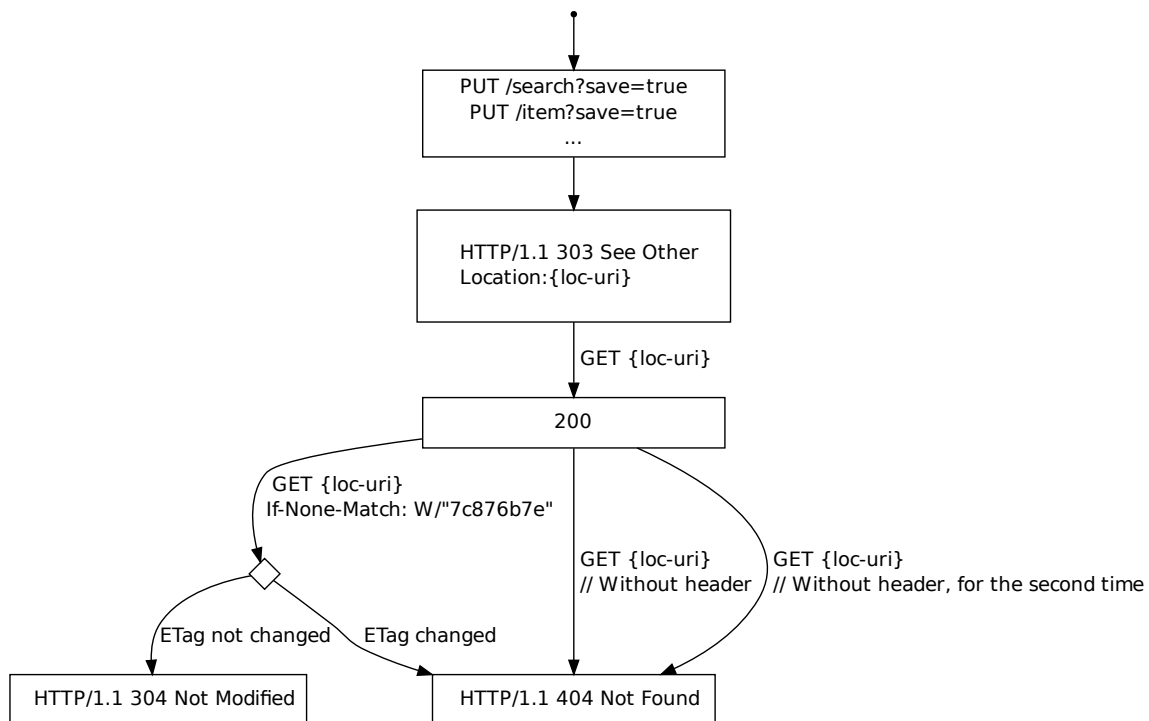 PUT /search?save=true
PUT /item?save=true
...
HTTP/1.1 303 See Other
Location:{loc-uri}
GET {loc-uri}
200
GET {loc-uri}
If-None-Match: W/"7c876b7e"
GET {loc-uri}
// Without header
GET {loc-uri}
// Without header, for the second time
ETag not changed
ETag changed
HTTP/1.1 304 Not Modified
HTTP/1.1 404 Not Found